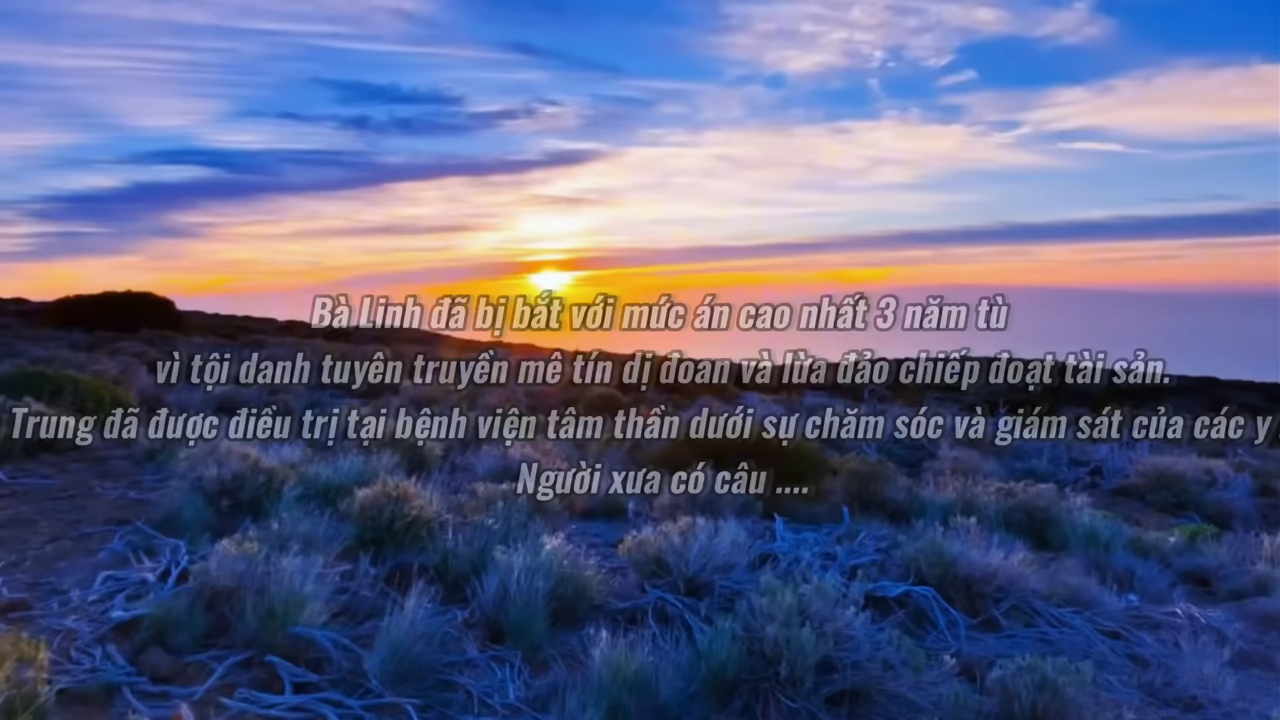 Bà Linh đã bị bắt với mức án cao nhất 3 năm tù
vì tội danh tuyên truyền mê tín dị đoan và lừa đảo chiếp đoạt tài sản.
Trung đã được điều trị tại bệnh viện tâm thần dưới sự chăm sóc và giám sát của các y
Người xưa có câu ....